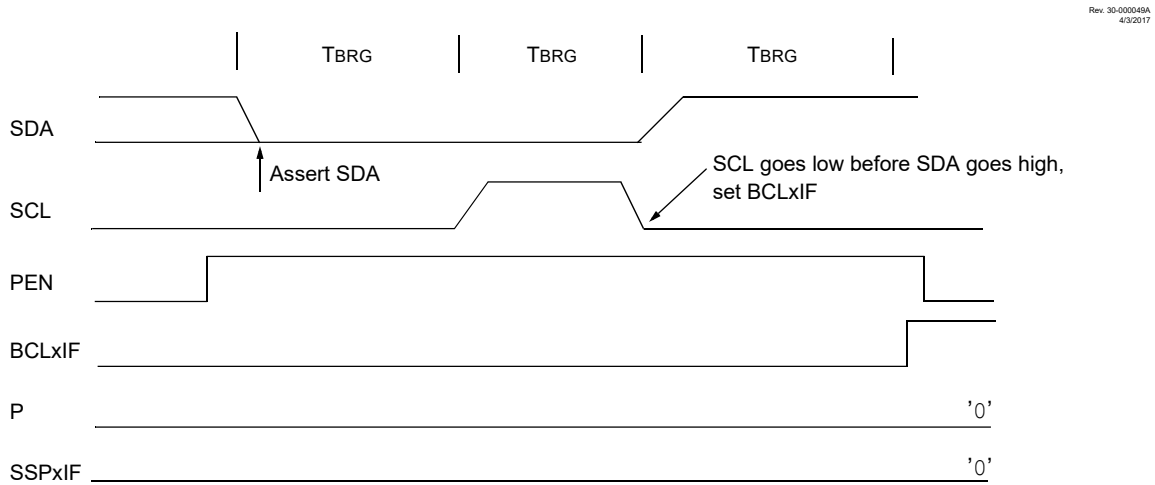 Rev. 30-000049A
4/3/2017
TBRG TBRG TBRG
SDA
Assert SDA
SCL goes low before SDA goes high,
set BCLxIF
SCL
PEN
BCLxIF
P '0'
SSPxIF '0'